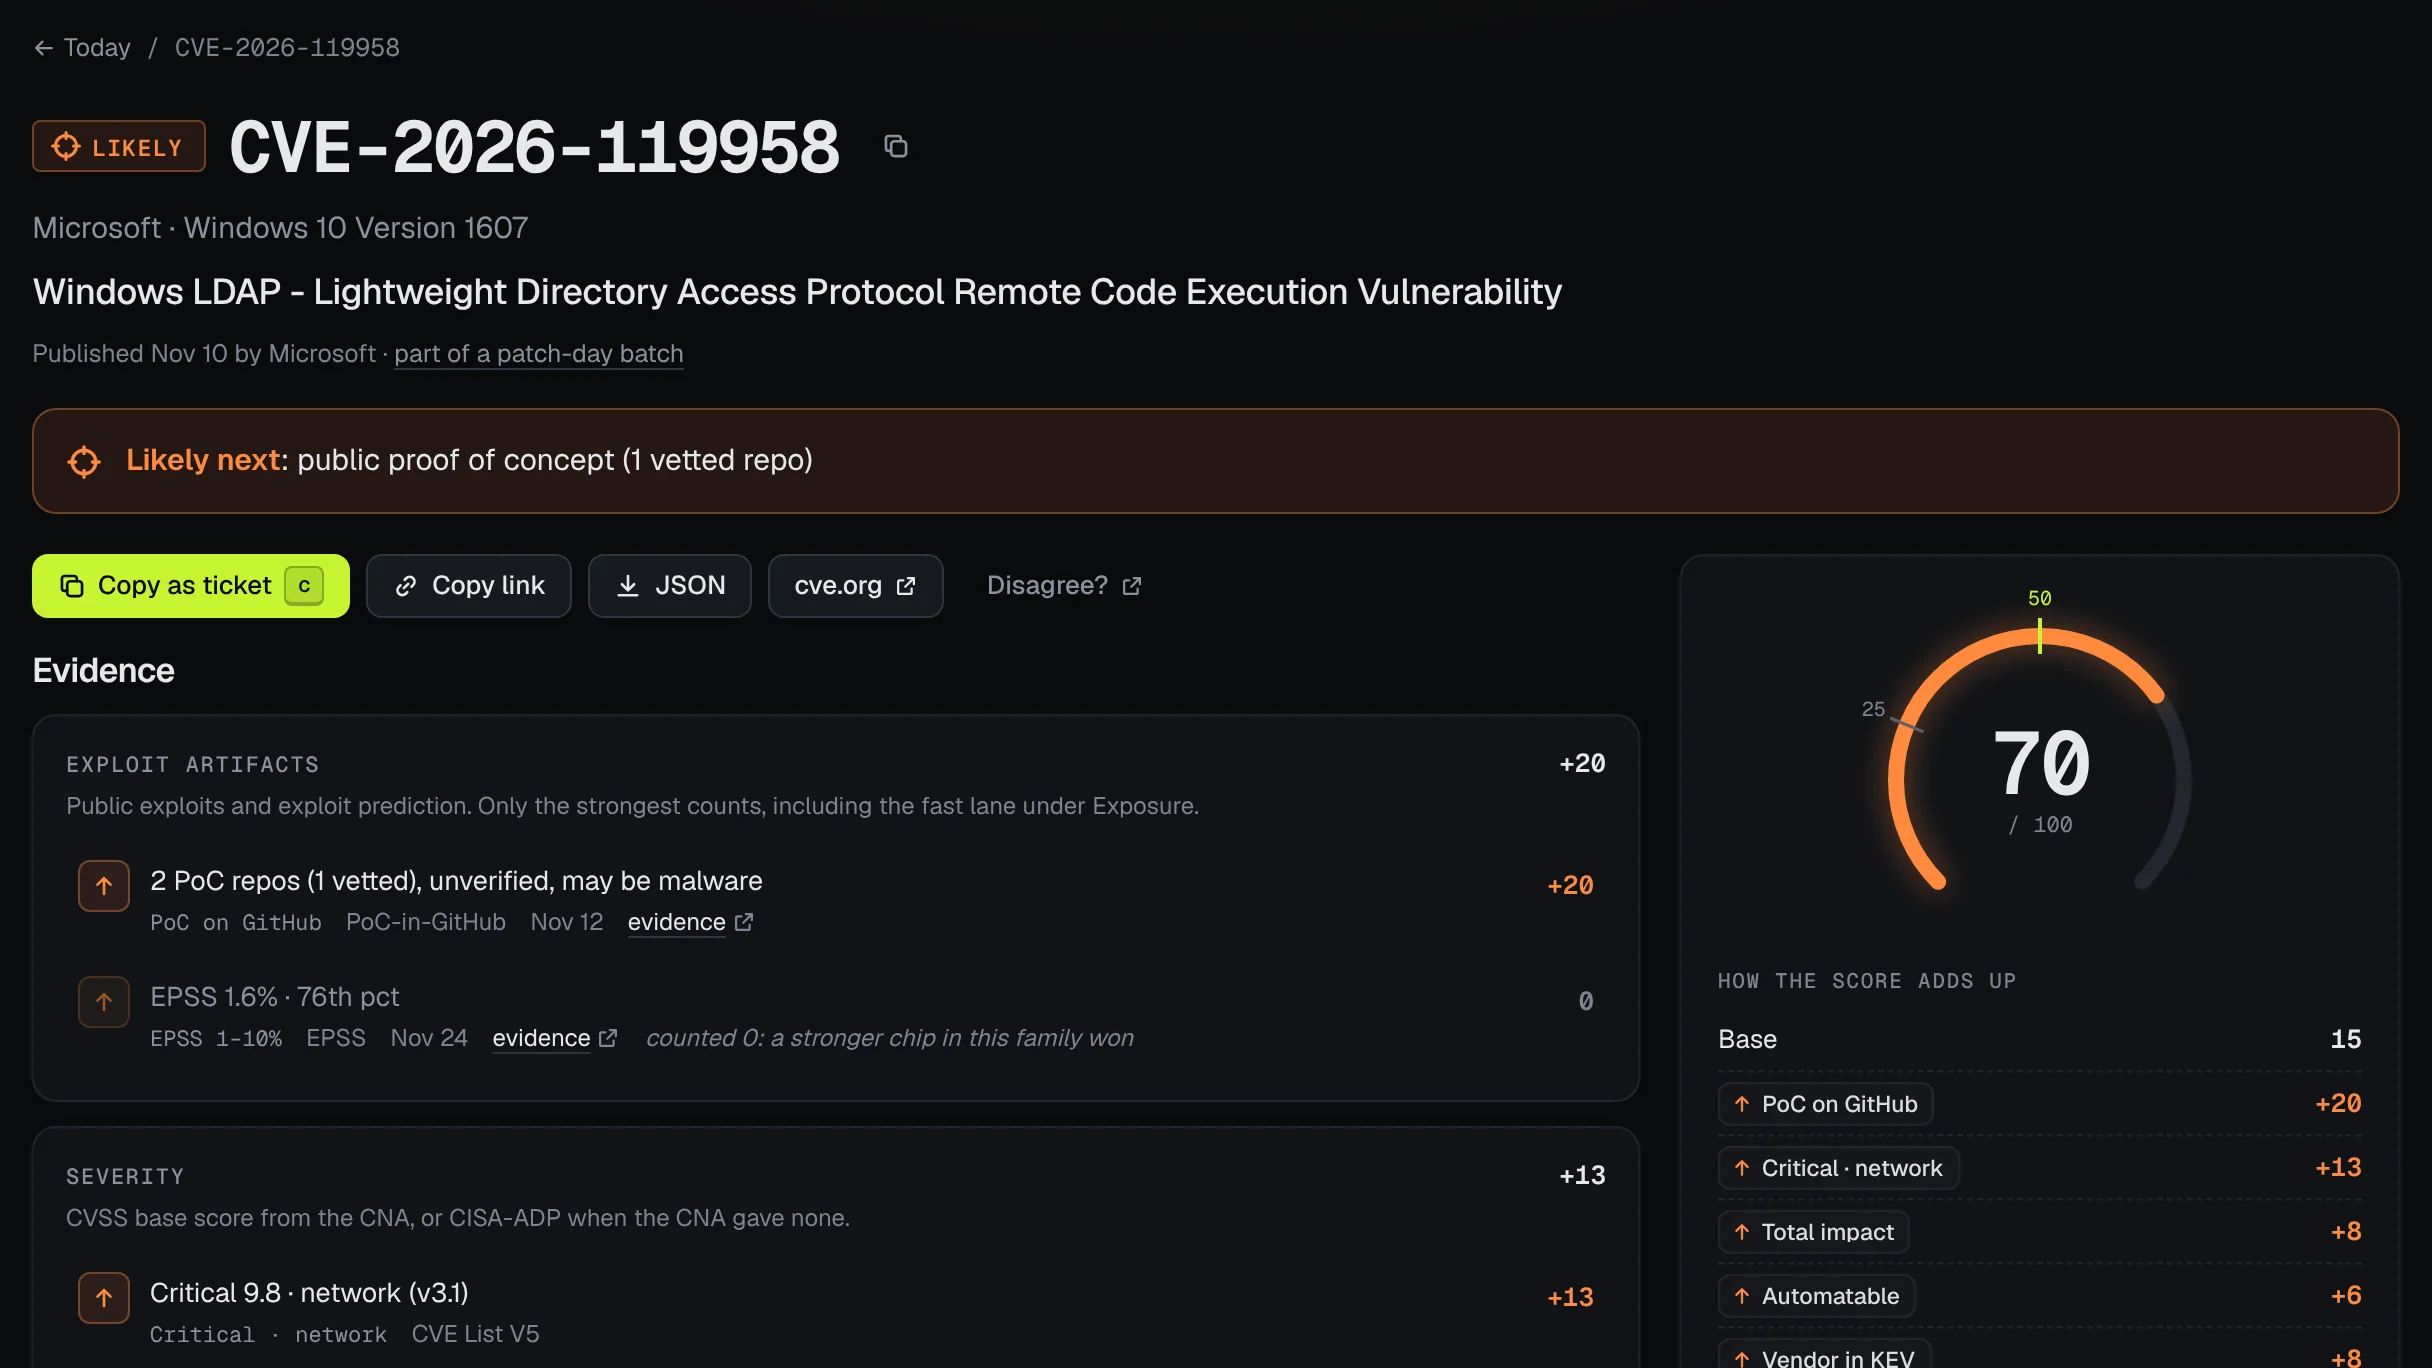 ← Today / CVE-2026-119958
LIKELY CVE-2026-119958
Microsoft · Windows 10 Version 1607
Windows LDAP - Lightweight Directory Access Protocol Remote Code Execution Vulnerability
Published Nov 10 by Microsoft · part of a patch-day batch
Likely next: public proof of concept (1 vetted repo)
Copy as ticket c Copy link JSON cve.org Disagree?
Evidence
EXPLOIT ARTIFACTS +20
Public exploits and exploit prediction. Only the strongest counts, including the fast lane under Exposure.
↑ 2 PoC repos (1 vetted), unverified, may be malware +20
PoC on GitHub PoC-in-GitHub Nov 12 evidence
↑ EPSS 1.6% · 76th pct 0
EPSS 1-10% EPSS Nov 24 evidence counted 0: a stronger chip in this family won
SEVERITY +13
CVSS base score from the CNA, or CISA-ADP when the CNA gave none.
↑ Critical 9.8 · network (v3.1) +13
Critical · network CVE List V5
50
25
70
/ 100
HOW THE SCORE ADDS UP
Base 15
↑ PoC on GitHub +20
↑ Critical · network +13
↑ Total impact +8
↑ Automatable +6
↑ Vendor in KEV +8